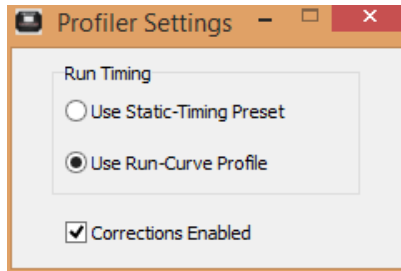 Profiler Settings
Run Timing
Use Static-Timing Preset
Use Run-Curve Profile
Corrections Enabled